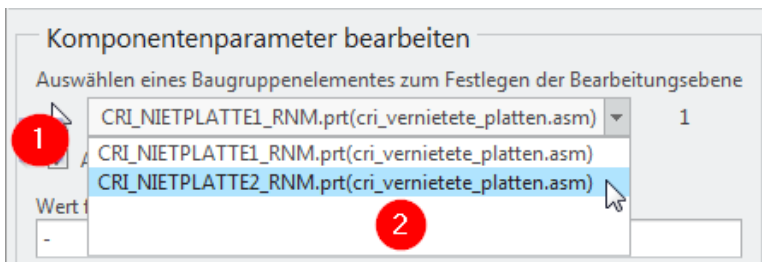 Komponentenparameter bearbeiten
Auswählen eines Baugruppenelementes zum Festlegen der Bearbeitungsebene
CRI_NIETPLATTE1_RNM.prt(cri_vernietete_platten.asm) 1
1
CRI_NIETPLATTE1_RNM.prt(cri_vernietete_platten.asm)
CRI_NIETPLATTE2_RNM.prt(cri_vernietete_platten.asm)
Wert
2
-